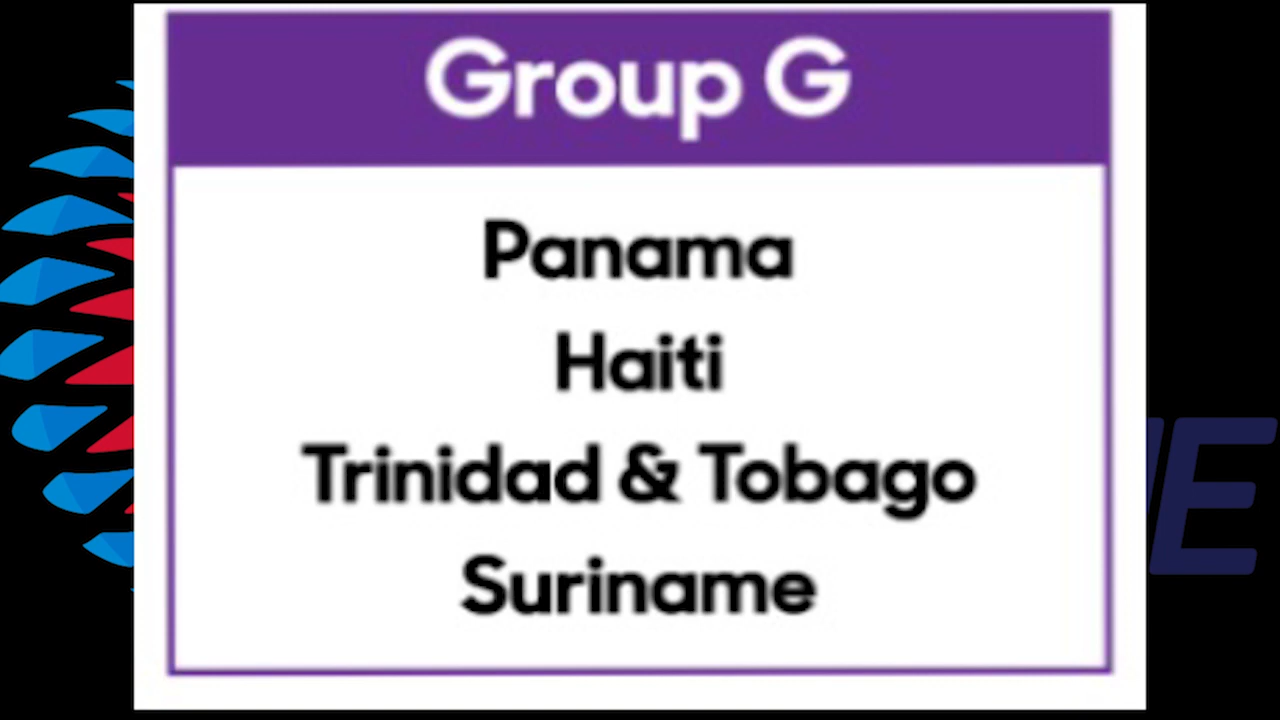 Group G
Panama
Haiti
Trinidad & Tobago
Suriname
E